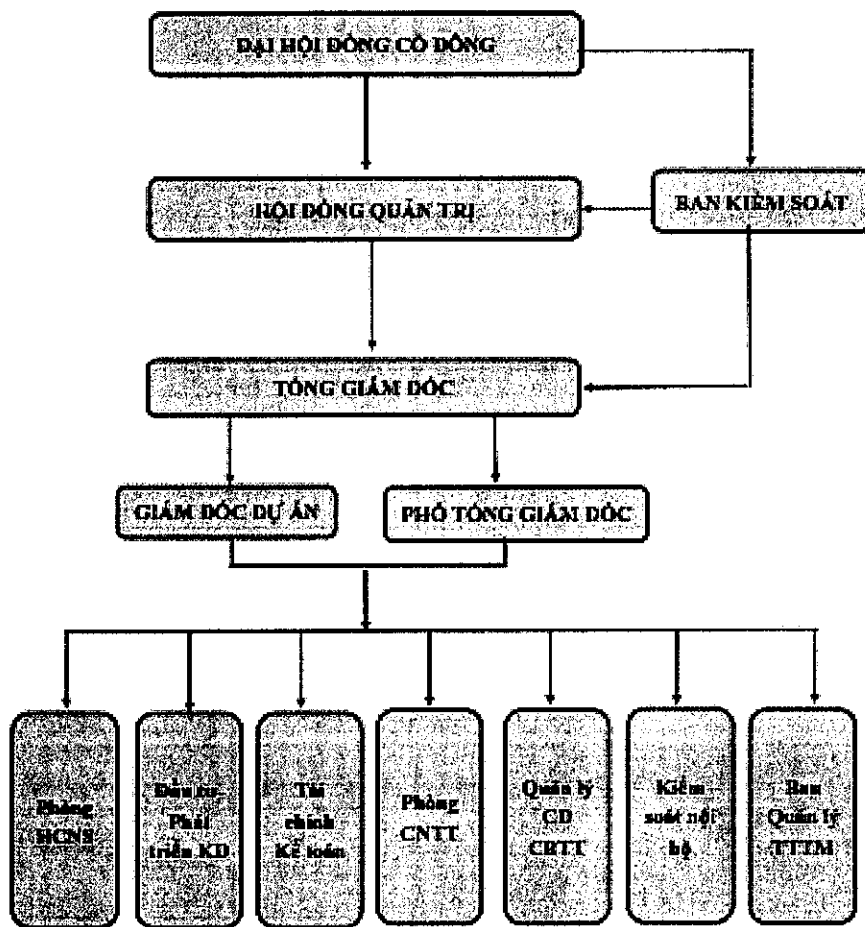 ĐẠI HỘI ĐỒNG CỔ ĐÔNG
HỘI ĐỒNG QUẢN TRỊ
BAN KIỂM SOÁT
TỔNG GIÁM ĐỐC
GIÁM ĐỐC DỰ ÁN
PHÓ TỔNG GIÁM ĐỐC
Phòng
HCNS
Đầu tư-
Phát
triển KD
Tài
chính
Kế toán
Phòng
CNTT
Quản lý
CD
CBTT
Kiểm
soát nội
bộ
Ban
Quản lý
TTTM